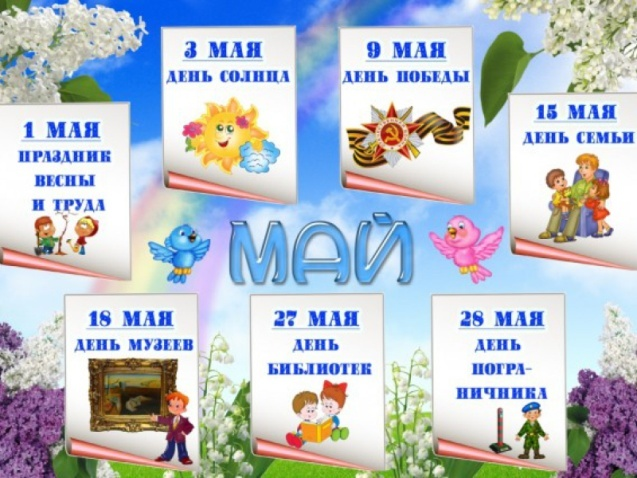 3 МАЯ
ДЕНЬ СОЛНЦА
9 МАЯ
ДЕНЬ ПОБЕДЫ
1 МАЯ
ПРАЗДНИК
ВЕСНЫ
И ТРУДА
15 МАЯ
ДЕНЬ СЕМЬИ
МАЙ
18 МАЯ
ДЕНЬ МУЗЕЕВ
27 МАЯ
ДЕНЬ
БИБЛИОТЕК
28 МАЯ
ДЕНЬ
ПОГРА-
НИЧНИКА